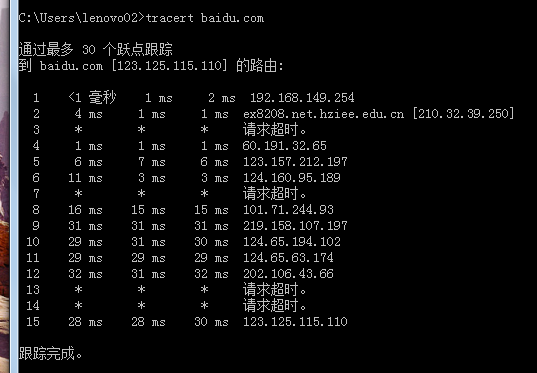 C:\Users\lenovo02>tracert baidu.com
通过最多 30 个跃点跟踪
到 baidu.com [123.125.115.110] 的路由:
1 <1 毫秒 1 ms 2 ms 192.168.149.254
2 4 ms 1 ms 1 ms ex8208.net.hziee.edu.cn [210.32.39.250]
3 * * * 请求超时。
4 1 ms 1 ms 1 ms 60.191.32.65
5 6 ms 7 ms 6 ms 123.157.212.197
6 11 ms 3 ms 3 ms 124.160.95.189
7 * * * 请求超时。
8 16 ms 15 ms 15 ms 101.71.244.93
9 31 ms 31 ms 31 ms 219.158.107.197
10 29 ms 31 ms 30 ms 124.65.194.102
11 29 ms 29 ms 29 ms 124.65.63.174
12 32 ms 31 ms 32 ms 202.106.43.66
13 * * * 请求超时。
14 * * * 请求超时。
15 28 ms 28 ms 30 ms 123.125.115.110
跟踪完成。